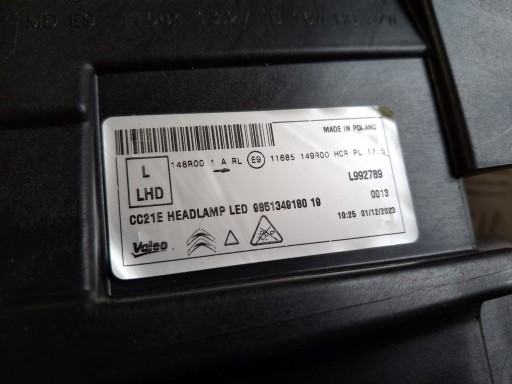 MADE IN POLAND
148R00 1 A RL E9 11685 149R00 HCR PL 17.5
L
LHD
L992789
0013
CC21E HEADLAMP LED 9851349180 19
10:25 01/12/2023
Valeo